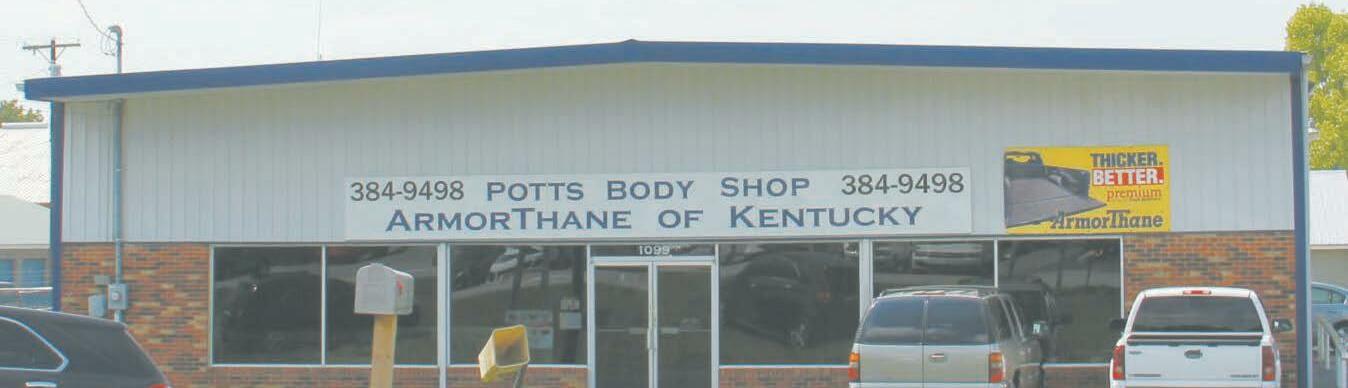 384-9498 POTTS BODY SHOP 384-9498
ARMORTHANE OF KENTUCKY
THICKER.
BETTER.
premium
ArmorThane
1099